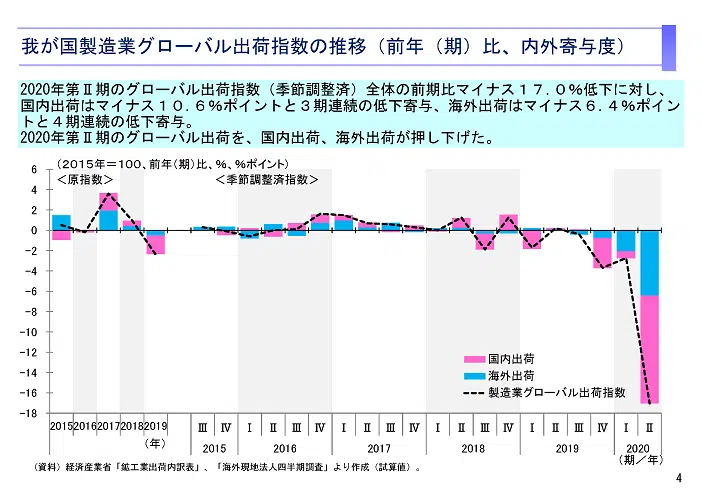 我が国製造業グローバル出荷指数の推移（前年（期）比、内外寄与度）
2020年第Ⅱ期のグローバル出荷指数（季節調整済）全体の前期比マイナス１７.０％低下に対し、
国内出荷はマイナス１０.６％ポイントと３期連続の低下寄与、海外出荷はマイナス６.４％ポイン
トと４期連続の低下寄与。
2020年第Ⅱ期のグローバル出荷を、国内出荷、海外出荷が押し下げた。
（２０１５年＝１００、前年（期）比、％、％ポイント）
＜原指数＞ ＜季節調整済指数＞
6
4
2
0
-2
-4
-6
-8
-10
-12
-14
-16
-18
国内出荷
海外出荷
製造業グローバル出荷指数
2015 2016 2017 2018 2019 Ⅲ Ⅳ Ⅰ Ⅱ Ⅲ Ⅳ Ⅰ Ⅱ Ⅲ Ⅳ Ⅰ Ⅱ Ⅲ Ⅳ Ⅰ Ⅱ Ⅲ Ⅳ Ⅰ Ⅱ
（年） 2015 2016 2017 2018 2019 2020
（期／年）
（資料）経済産業省「鉱工業出荷内訳表」、「海外現地法人四半期調査」より作成（試算値）。
4